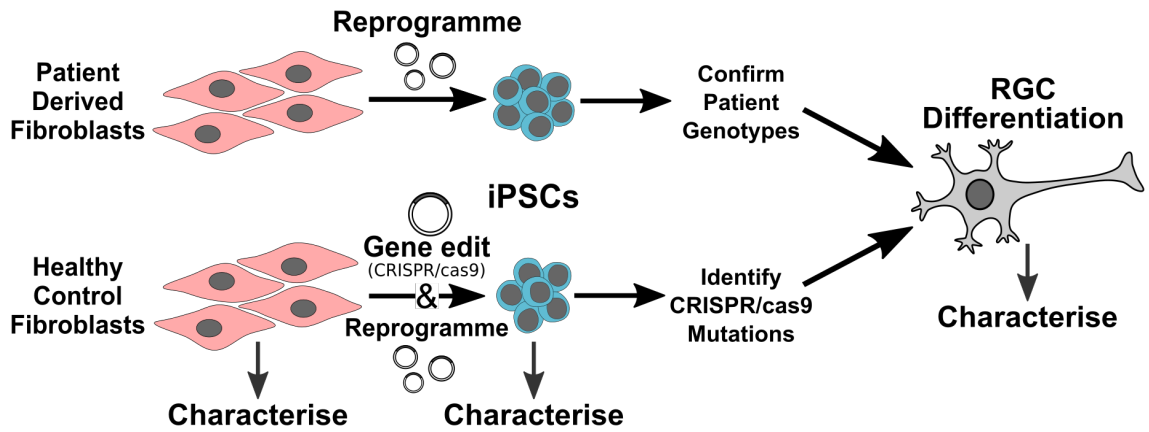 Reprogramme
Patient
Derived
Fibroblasts
Confirm
Patient
Genotypes
RGC
Differentiation
iPSCs
Healthy
Control
Fibroblasts
Gene edit
(CRISPR/cas9)
&
Reprogramme
Identify
CRISPR/cas9
Mutations
Characterise
Characterise
Characterise